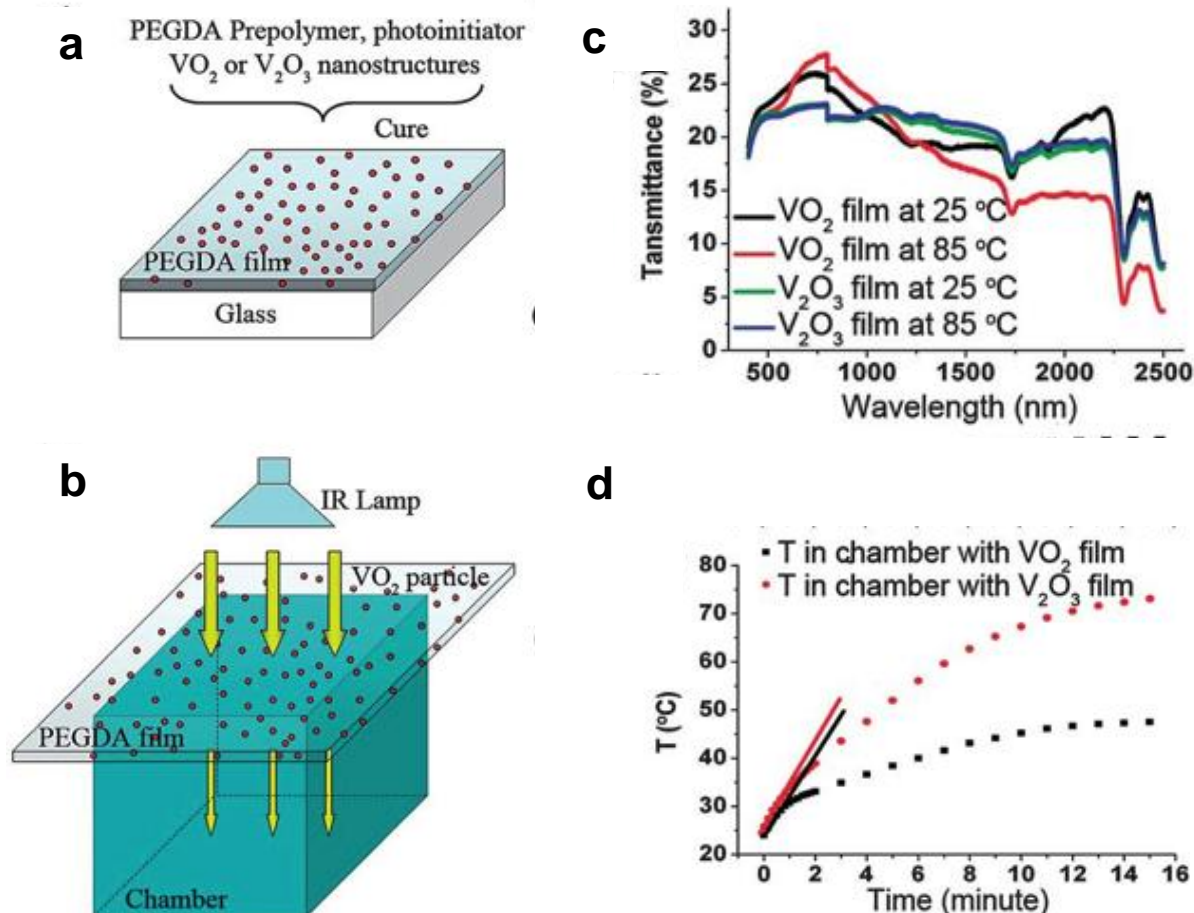 a
PEGDA Prepolymer, photoinitiator
VO₂ or V₂O₃ nanostructures
Cure
PEGDA film
Glass
b
IR Lamp
VO₂ particle
PEGDA film
Chamber
c
30
25
20
15
10
5
0
Tansmittance (%)
VO₂ film at 25 °C
VO₂ film at 85 °C
V₂O₃ film at 25 °C
V₂O₃ film at 85 °C
500 1000 1500 2000 2500
Wavelength (nm)
d
80
70
60
50
40
30
20
T (°C)
T in chamber with VO₂ film
T in chamber with V₂O₃ film
0 2 4 6 8 10 12 14 16
Time (minute)